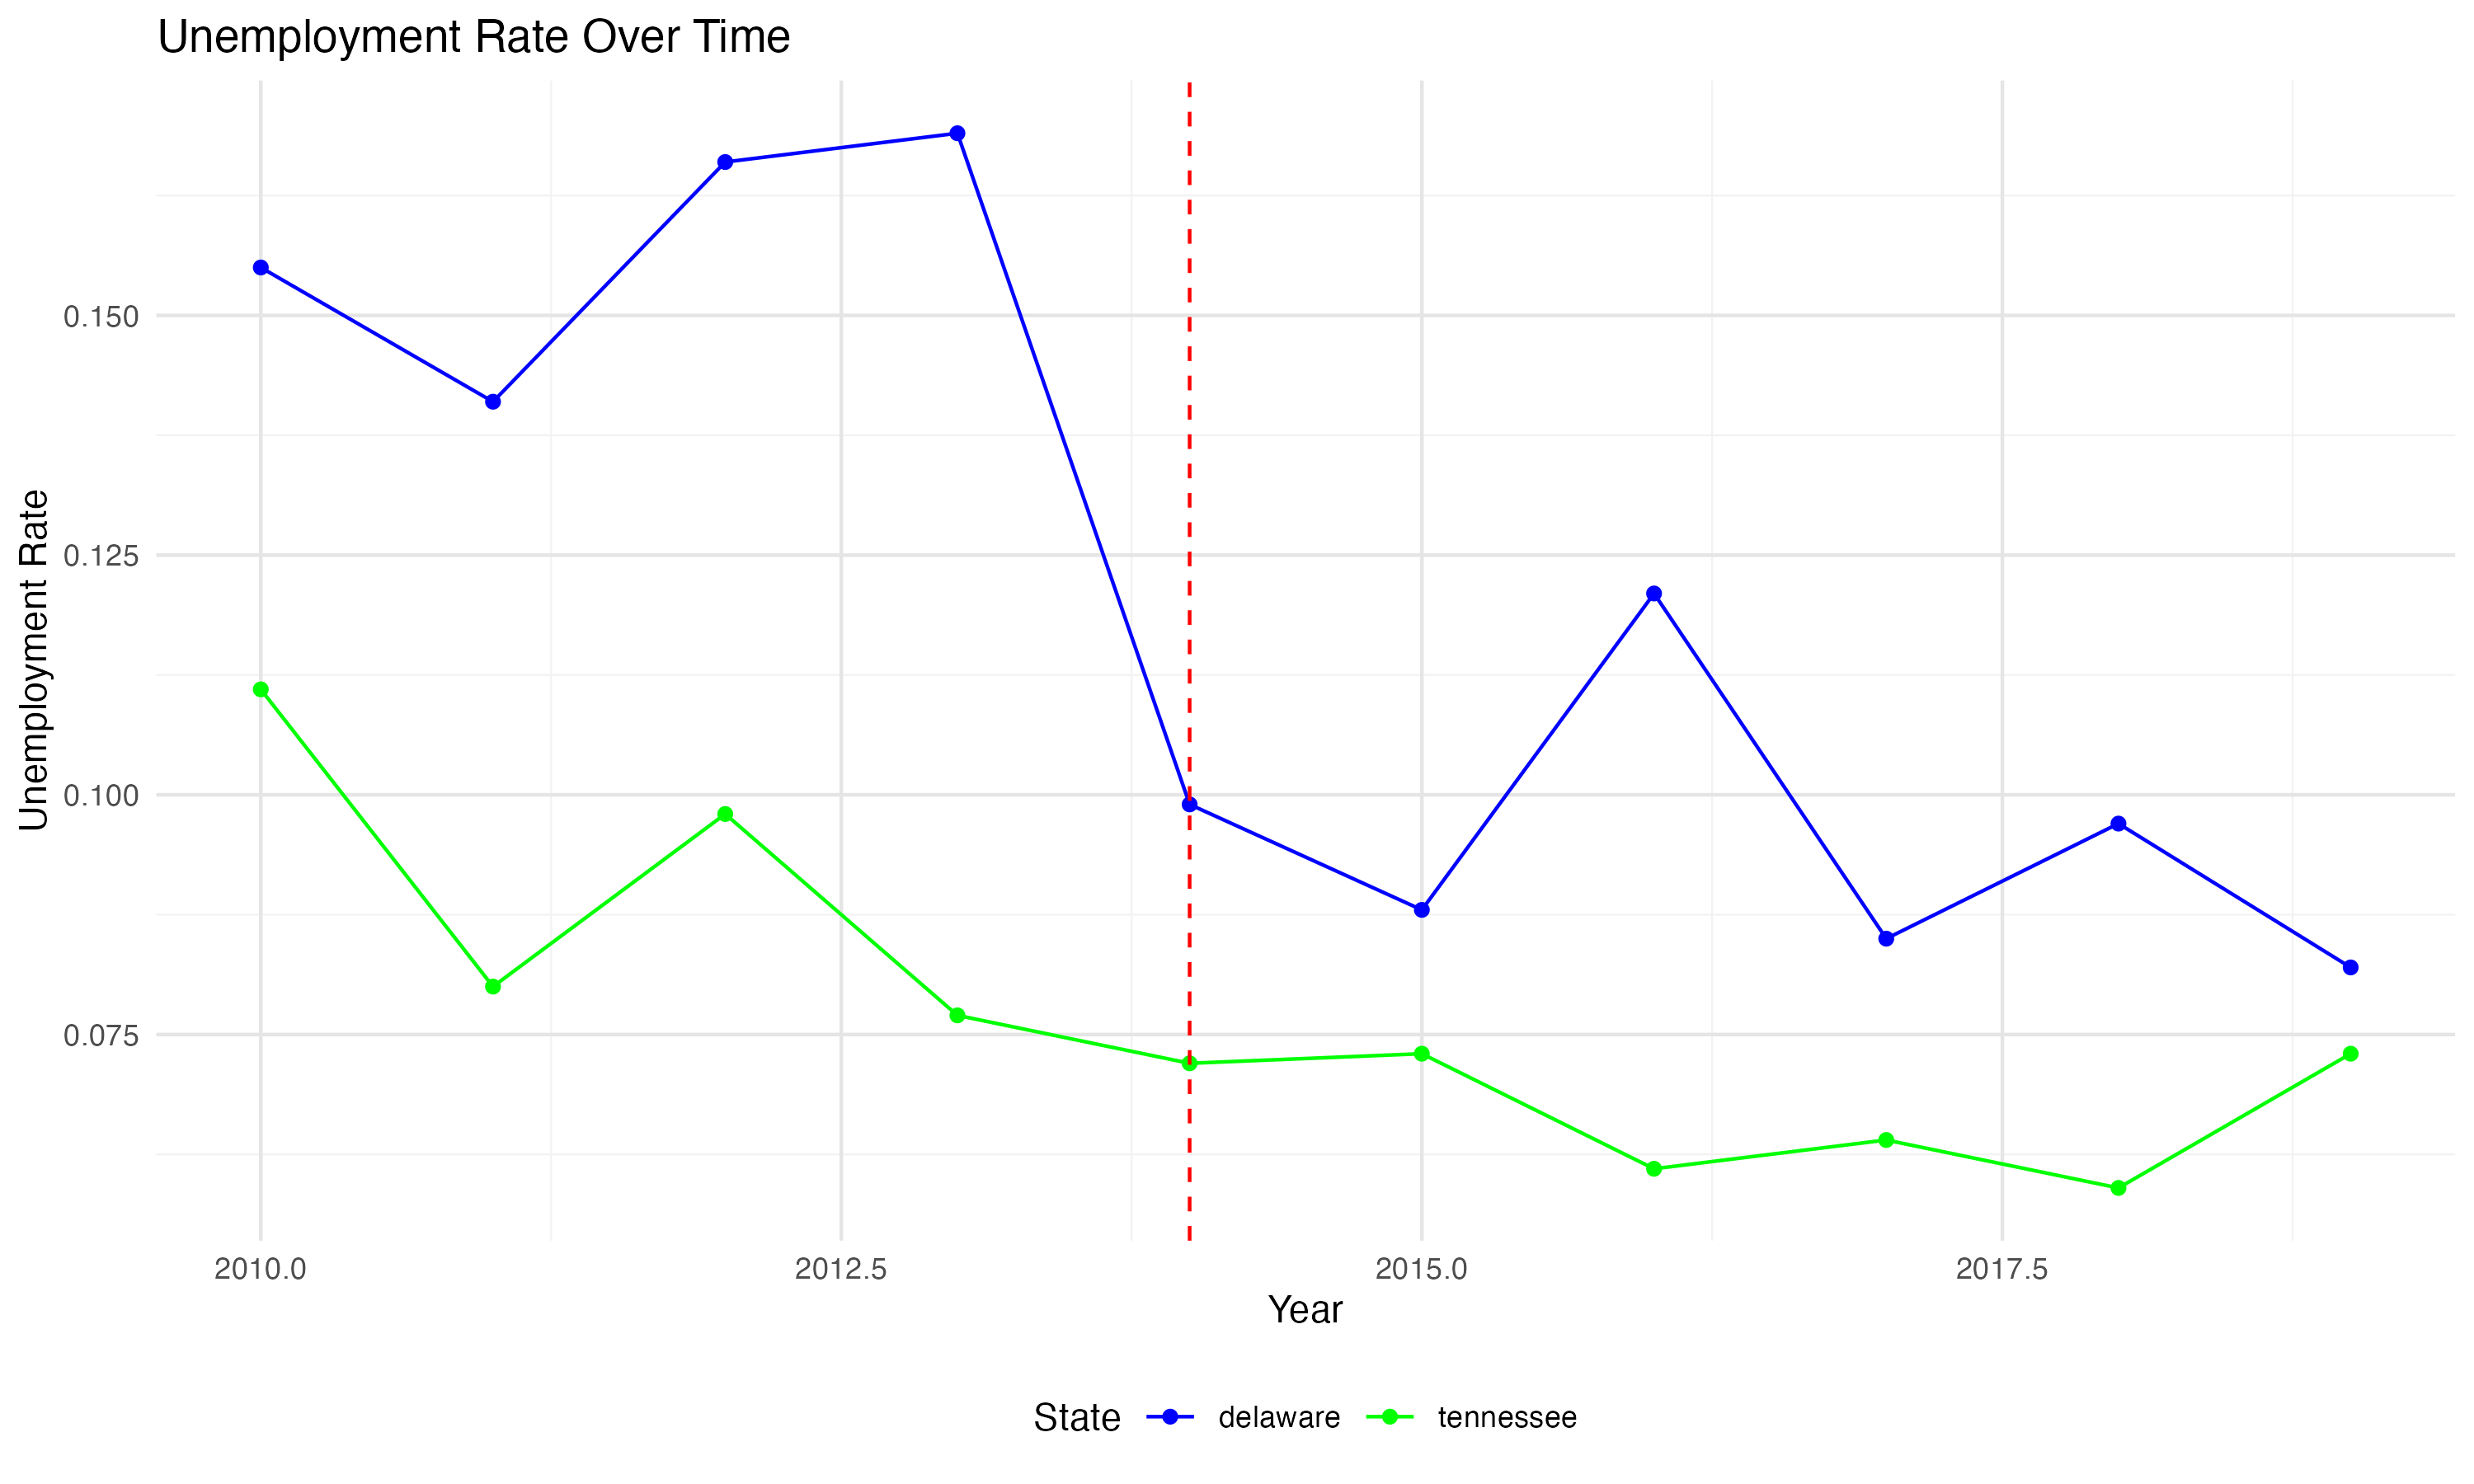 Unemployment Rate Over Time
Unemployment Rate
0.150
0.125
0.100
0.075
2010.0 2012.5 2015.0 2017.5
Year
State delaware tennessee